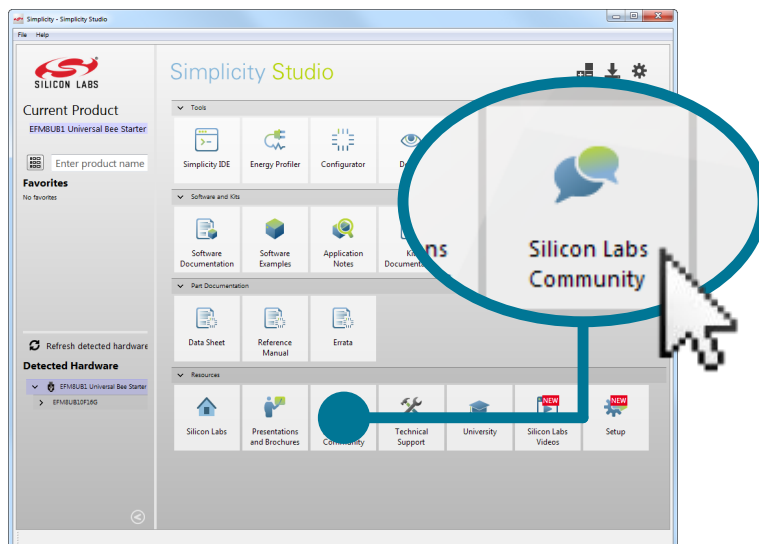 Simplicity - Simplicity Studio
File Help
SILICON LABS
Simplicity Studio
Current Product
EFM8UB1 Universal Bee Starter
Enter product name
Favorites
No favorites
Refresh detected hardware
Detected Hardware
EFM8UB1 Universal Bee Starter
EFM8UB10F16G
Tools
Simplicity IDE
Energy Profiler
Configurator
Software and Kits
Software
Documentation
Software
Examples
Application
Notes
Part Documentation
Data Sheet
Reference
Manual
Errata
Resources
Silicon Labs
Presentations
and Brochures
Community
Technical
Support
University
NEW
Silicon Labs
Videos
NEW
Setup
Silicon Labs
Community